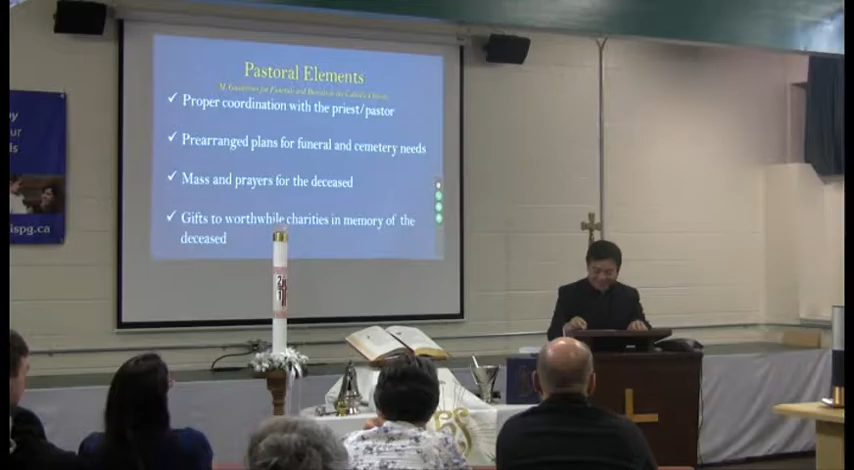 Pastoral Elements
✓ Proper coordination with the priest/pastor
✓ Prearranged plans for funeral and cemetery needs
✓ Mass and prayers for the deceased
✓ Gifts to worthwhile charities in memory of the
deceased
ispg.ca